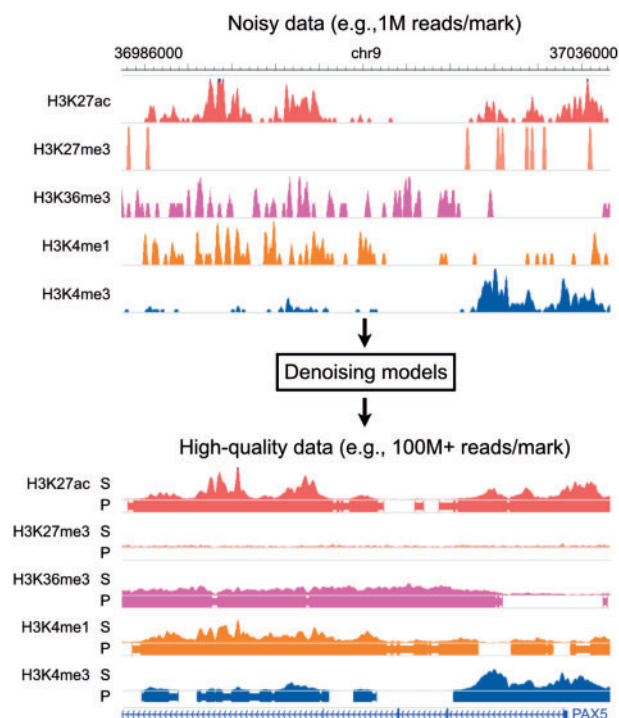 Noisy data (e.g.,1M reads/mark)
36986000 chr9 37036000
H3K27ac
H3K27me3
H3K36me3
H3K4me1
H3K4me3
Denoising models
High-quality data (e.g., 100M+ reads/mark)
H3K27ac S
P
H3K27me3 S
P
H3K36me3 S
P
H3K4me1 S
P
H3K4me3 S
P
PAX5